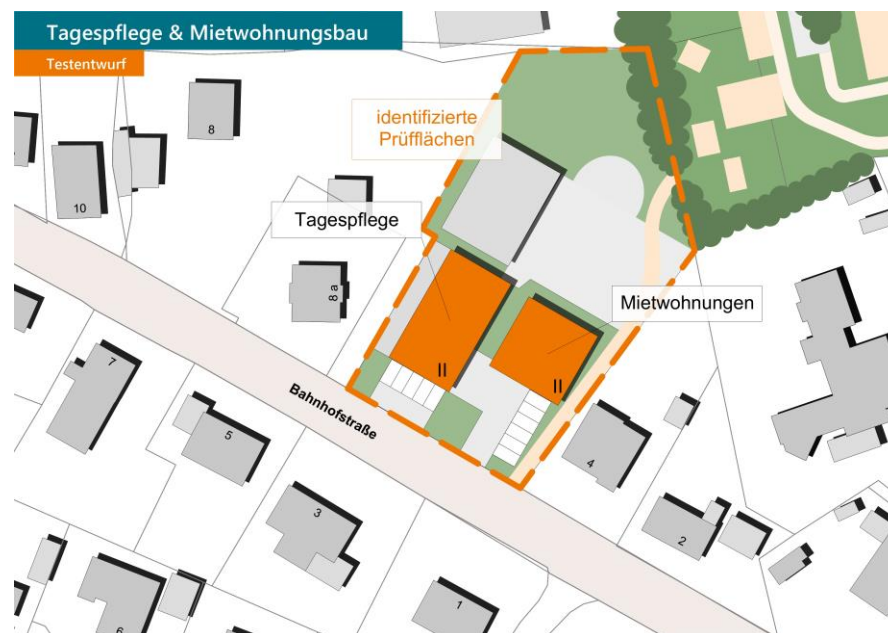 Tagespflege & Mietwohnungsbau
Testentwurf
identifizierte
Prüfflächen
8
10
Tagespflege
8 a
Mietwohnungen
II
II
7
Bahnhofstraße
5
4
3
2
1
6